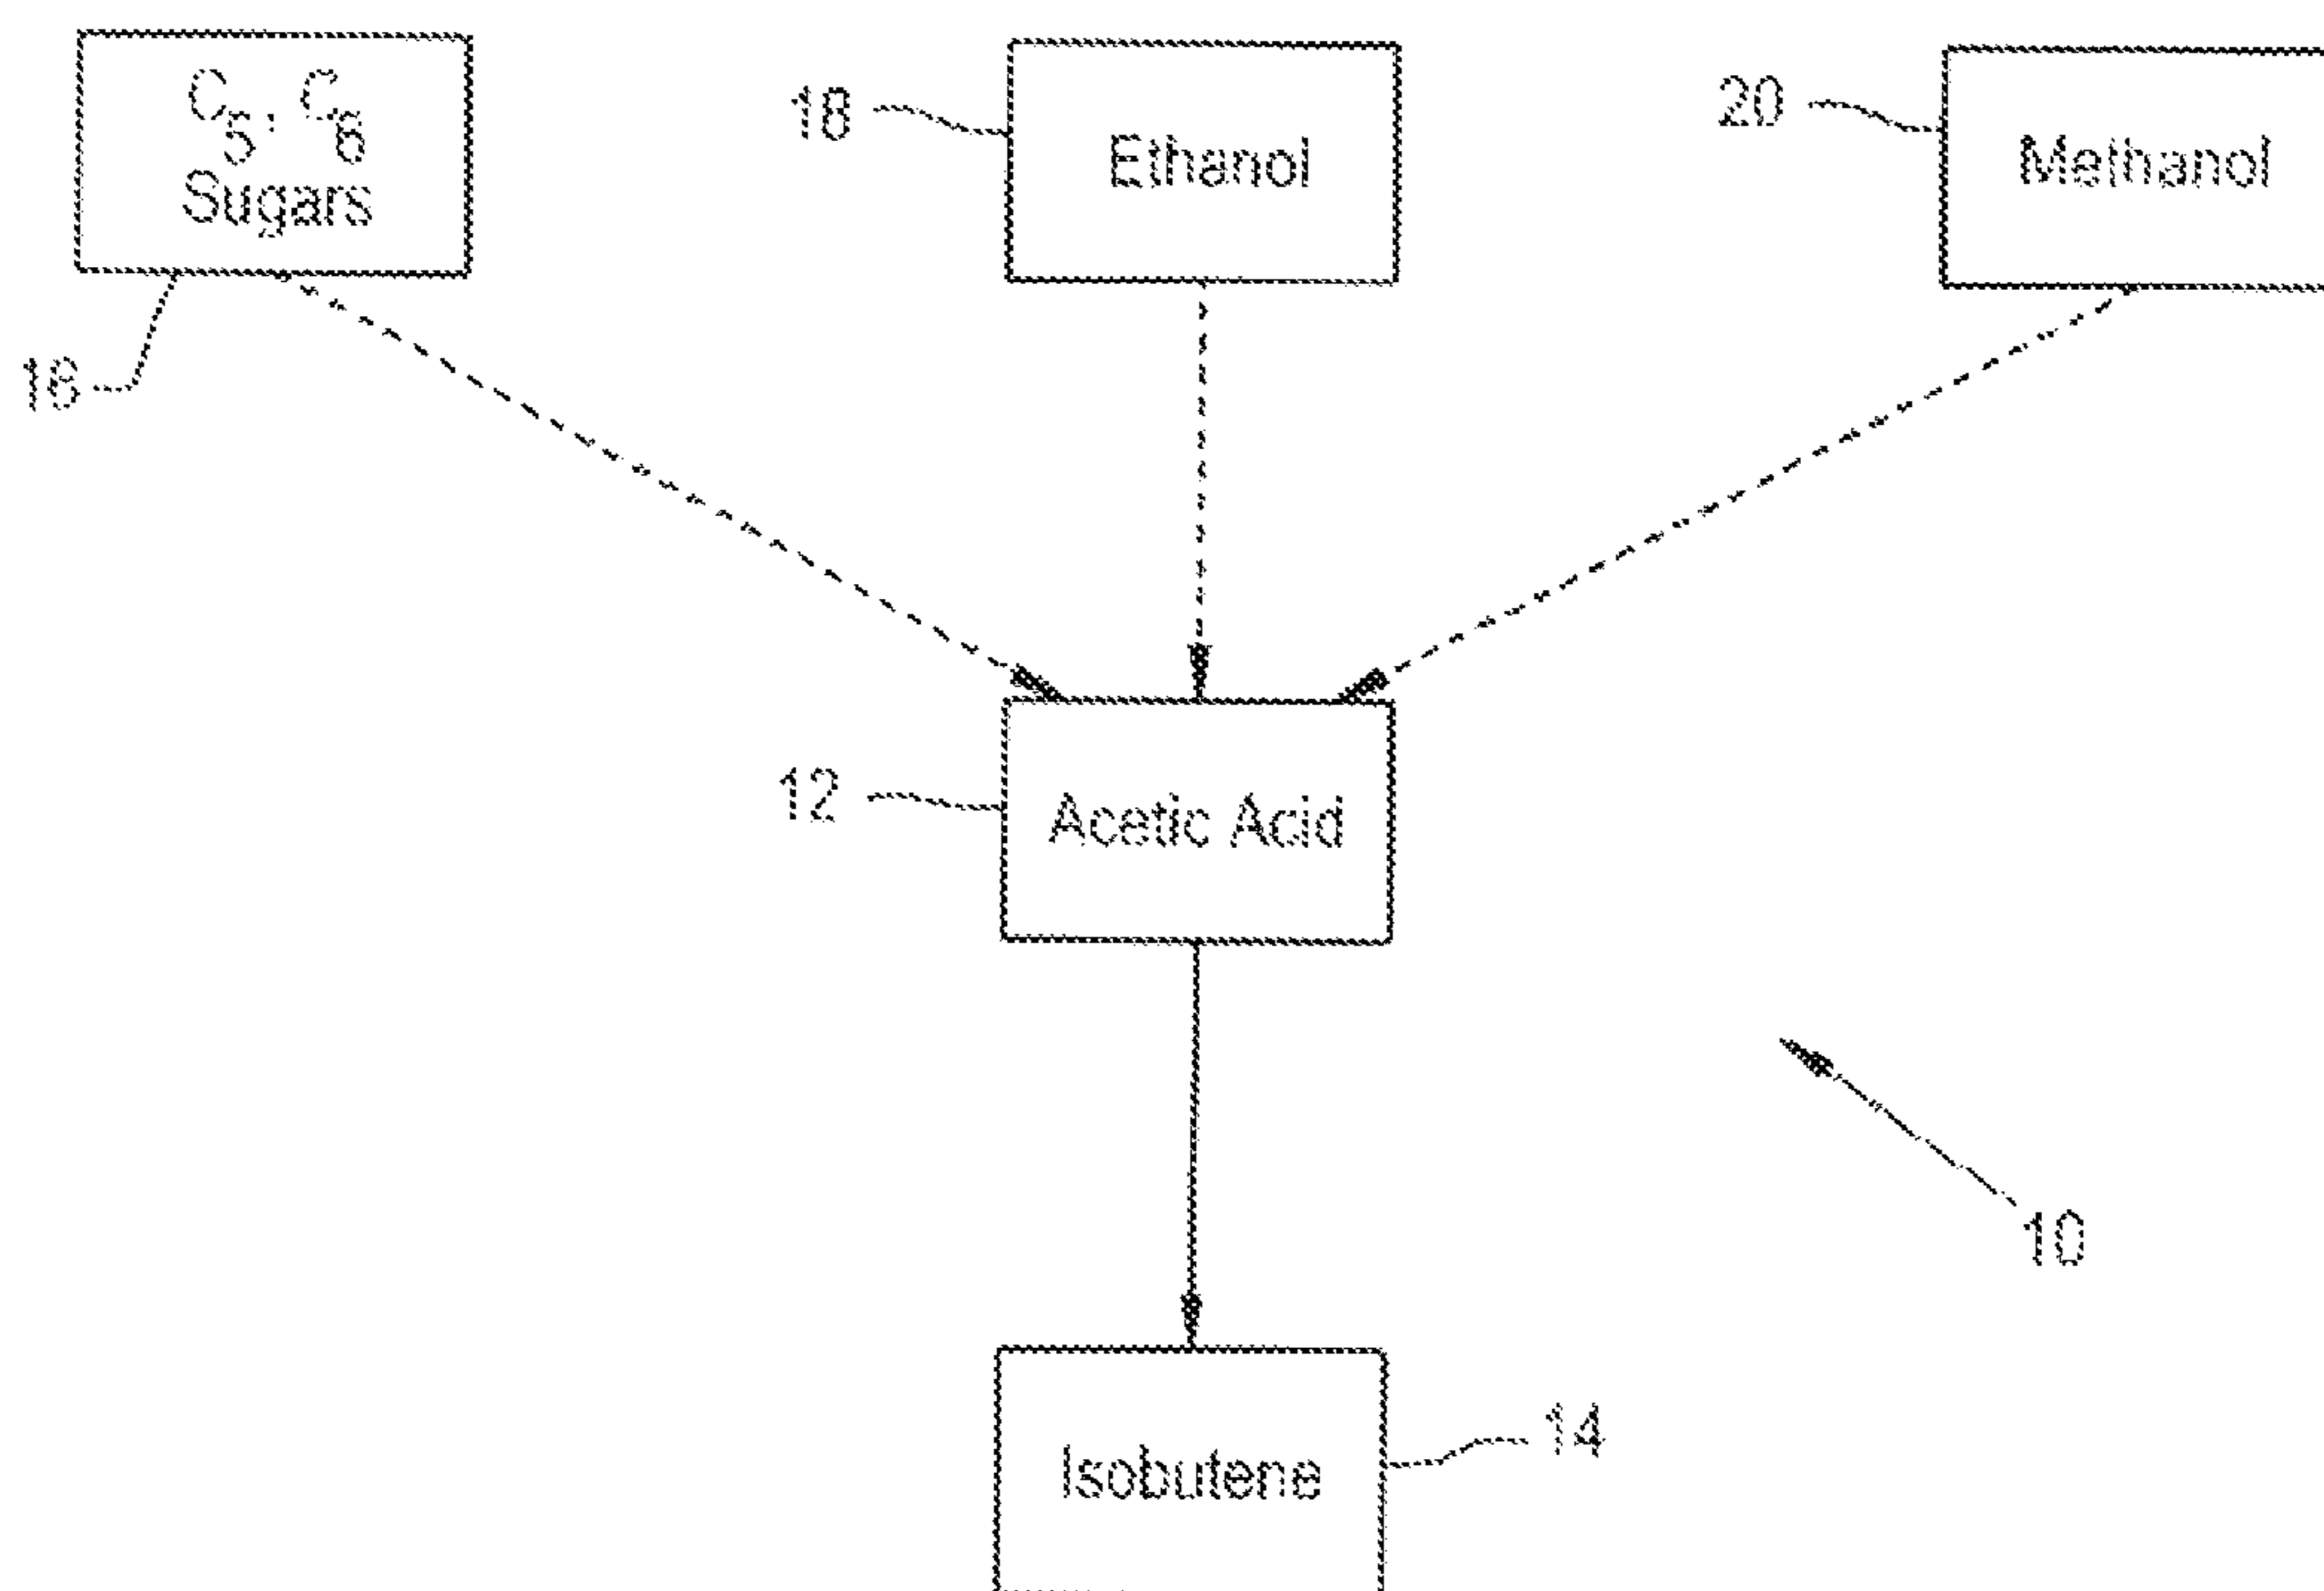 C5, C6
Sugars
16
18
Ethanol
20
Methanol
12
Acetic Acid
10
Isobutene
14